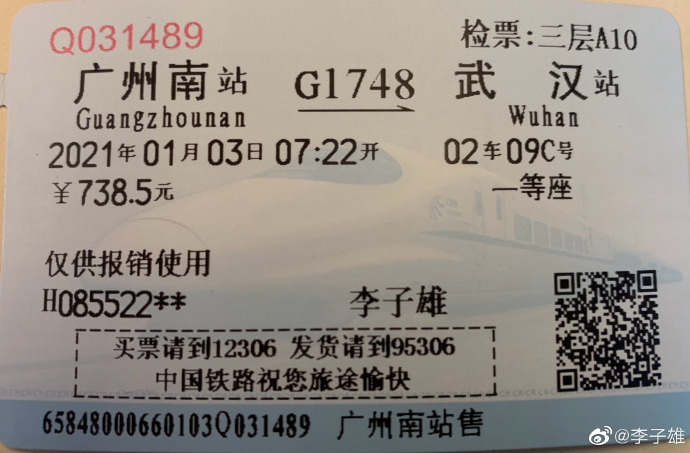 Q031489 检票:三层A10
广州南站 G1748 武汉站
Guangzhounan Wuhan
2021年01月03日07:22开 02车09C号
￥738.5元 一等座
仅供报销使用
H085522** 李子雄
买票请到12306 发货请到95306
中国铁路祝您旅途愉快
65848000660103Q031489 广州南站售
@李子雄